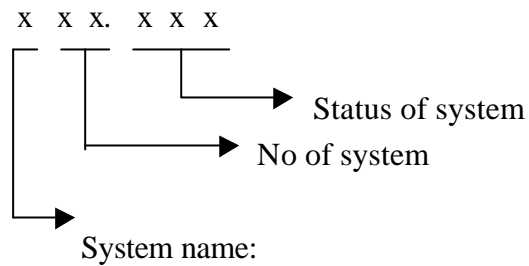 x x x. x x x
Status of system
No of system
System name: